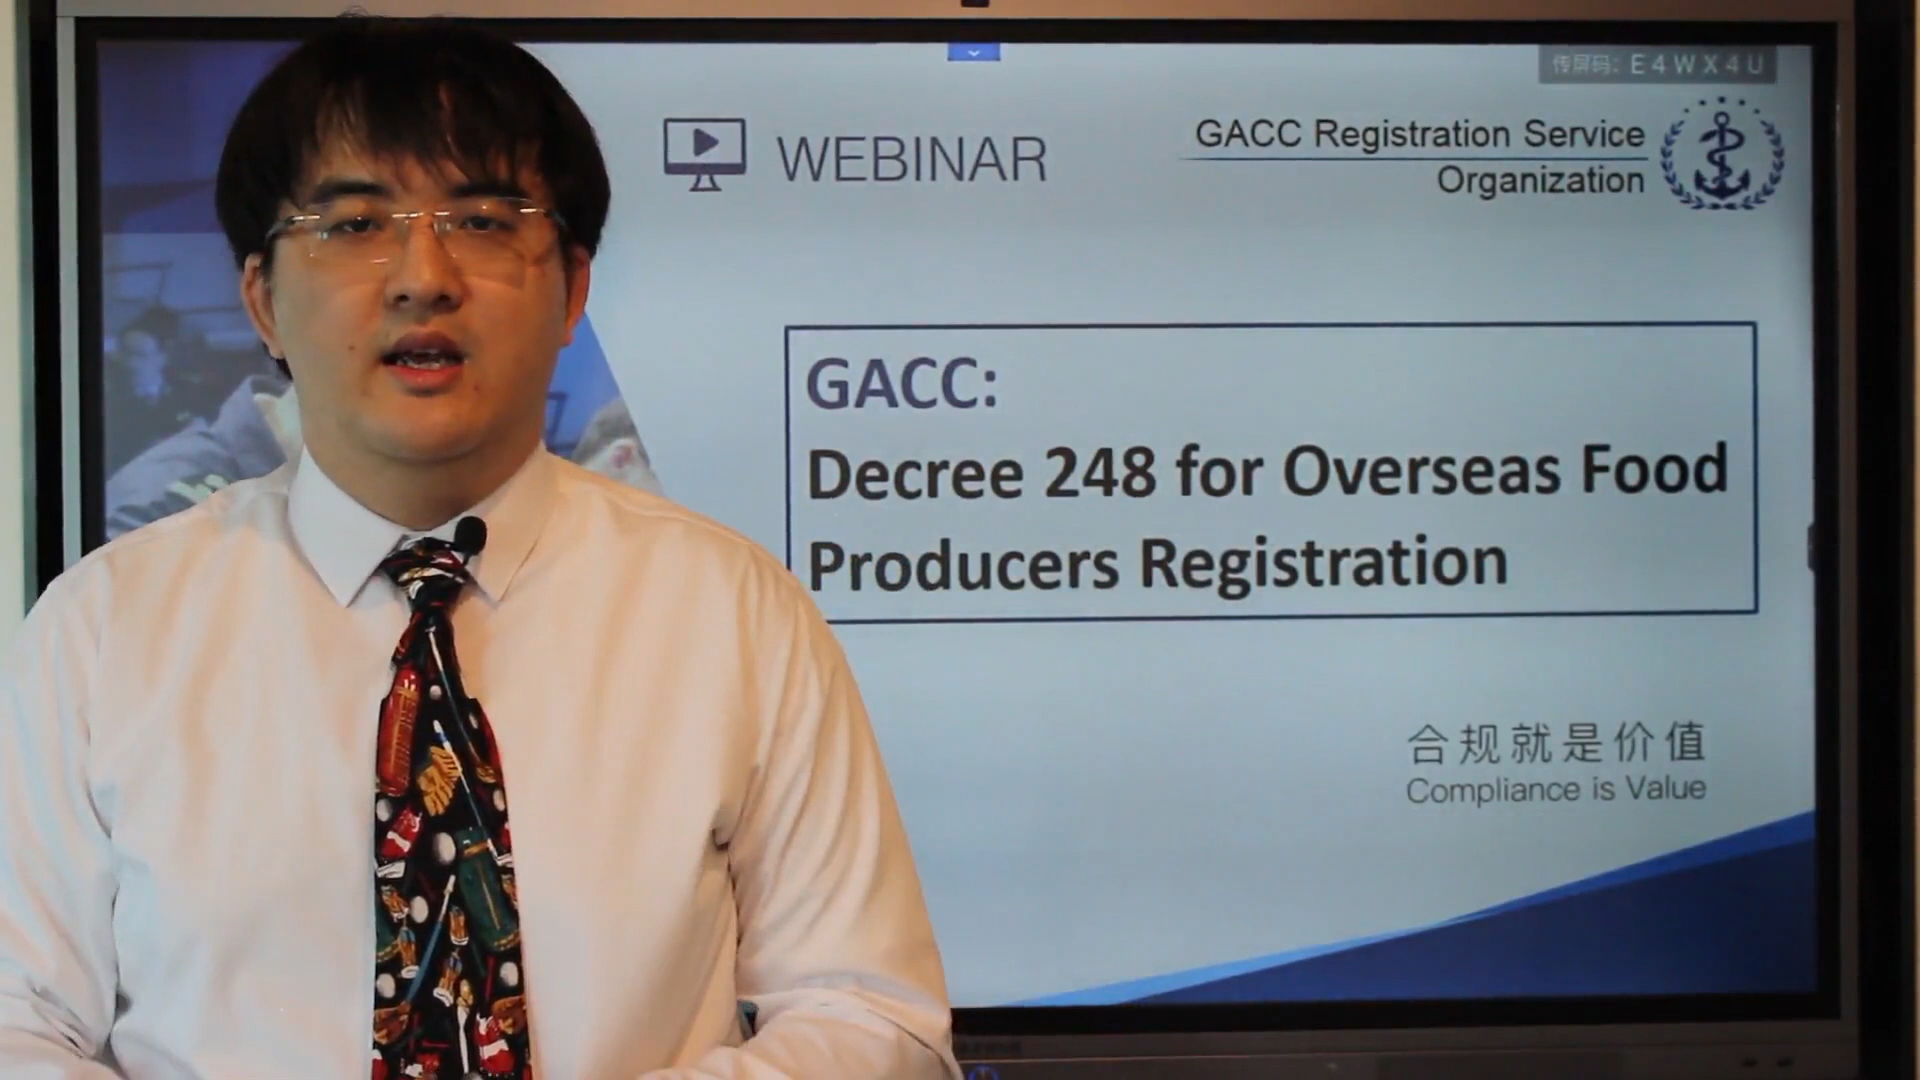 传屏码: E4WX4U
WEBINAR
GACC Registration Service
Organization
GACC:
Decree 248 for Overseas Food
Producers Registration
合规就是价值
Compliance is Value